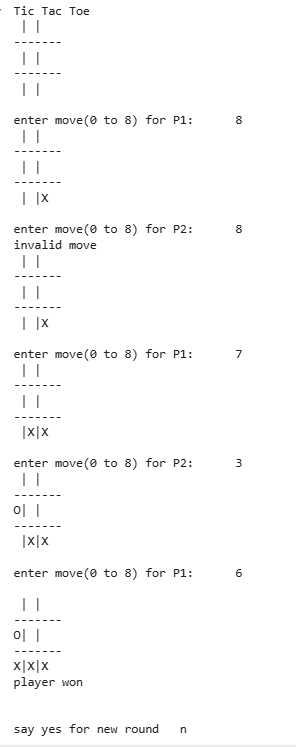 Tic Tac Toe
 | |
-------
 | |
-------
 | |
enter move(0 to 8) for P1:      8
 | |
-------
 | |
-------
 | |X
enter move(0 to 8) for P2:      8
invalid move
 | |
-------
 | |
-------
 | |X
enter move(0 to 8) for P1:      7
 | |
-------
 | |
-------
 |X|X
enter move(0 to 8) for P2:      3
 | |
-------
O| |
-------
 |X|X
enter move(0 to 8) for P1:      6
 | |
-------
O| |
-------
X|X|X
player won
say yes for new round   n